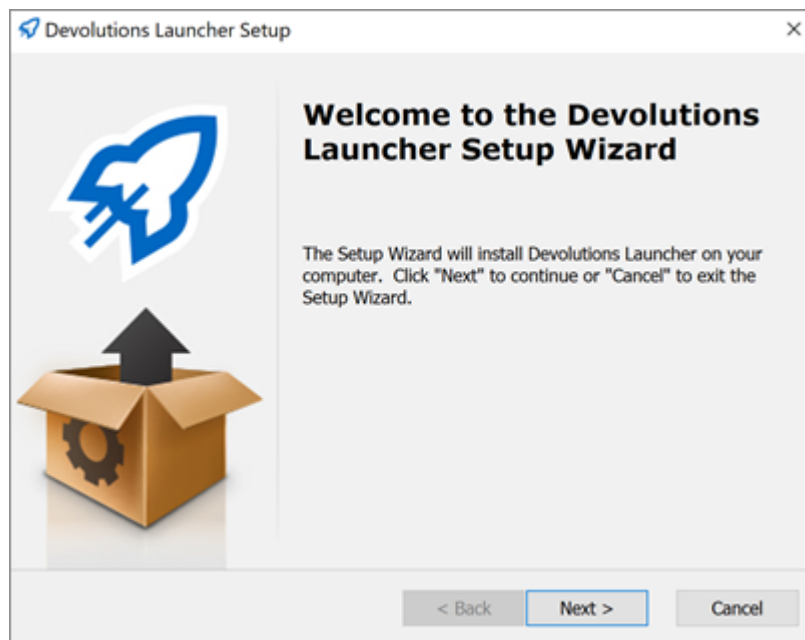 Devolutions Launcher Setup
Welcome to the Devolutions
Launcher Setup Wizard
The Setup Wizard will install Devolutions Launcher on your
computer.  Click "Next" to continue or "Cancel" to exit the
Setup Wizard.
< Back Next > Cancel